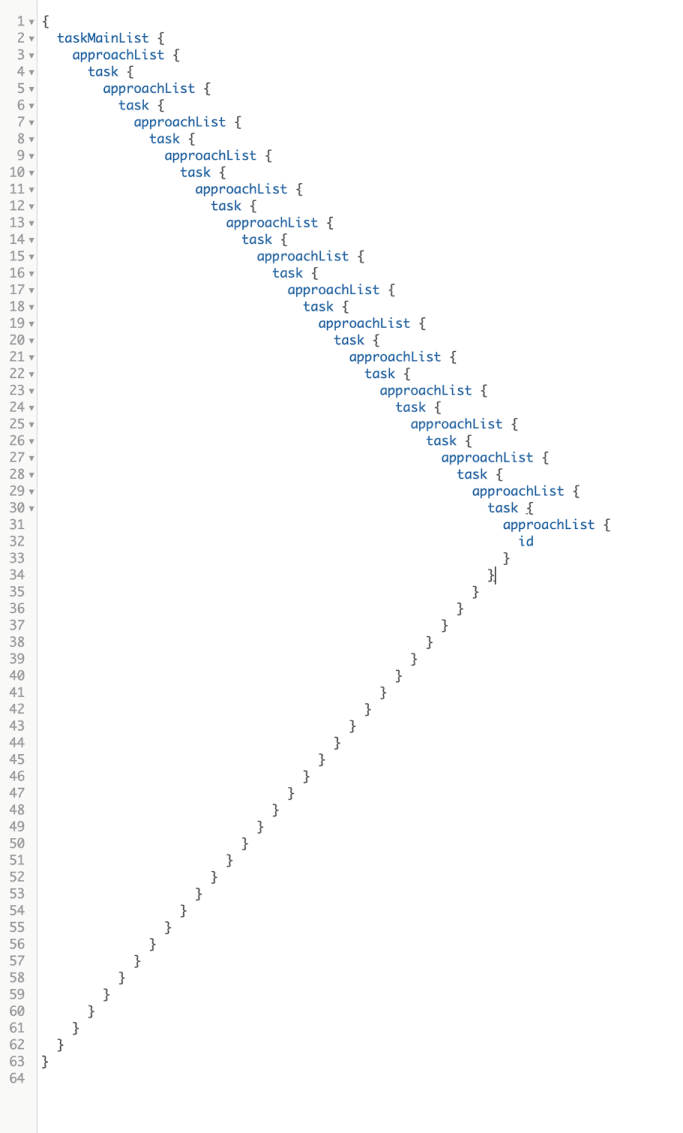 1 {
2   taskMainList {
3     approachList {
4       task {
5         approachList {
6           task {
7             approachList {
8               task {
9                 approachList {
10                   task {
11                     approachList {
12                       task {
13                         approachList {
14                           task {
15                             approachList {
16                               task {
17                                 approachList {
18                                   task {
19                                     approachList {
20                                       task {
21                                         approachList {
22                                           task {
23                                             approachList {
24                                               task {
25                                                 approachList {
26                                                   task {
27                                                     approachList {
28                                                       task {
29                                                         approachList {
30                                                           task {
31                                                             approachList {
32                                                               id
33                                                             }
34                                                           }
35                                                         }
36                                                       }
37                                                     }
38                                                   }
39                                                 }
40                                               }
41                                             }
42                                           }
43                                         }
44                                       }
45                                     }
46                                   }
47                                 }
48                               }
49                             }
50                           }
51                         }
52                       }
53                     }
54                   }
55                 }
56               }
57             }
58           }
59         }
60       }
61     }
62   }
63 }
64